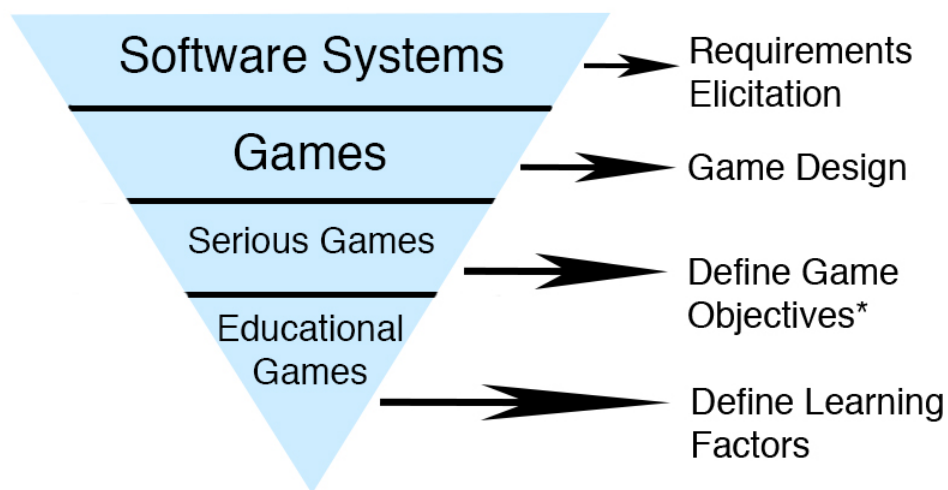 Software Systems
Requirements
Elicitation
Games
Game Design
Serious Games
Define Game
Objectives*
Educational
Games
Define Learning
Factors